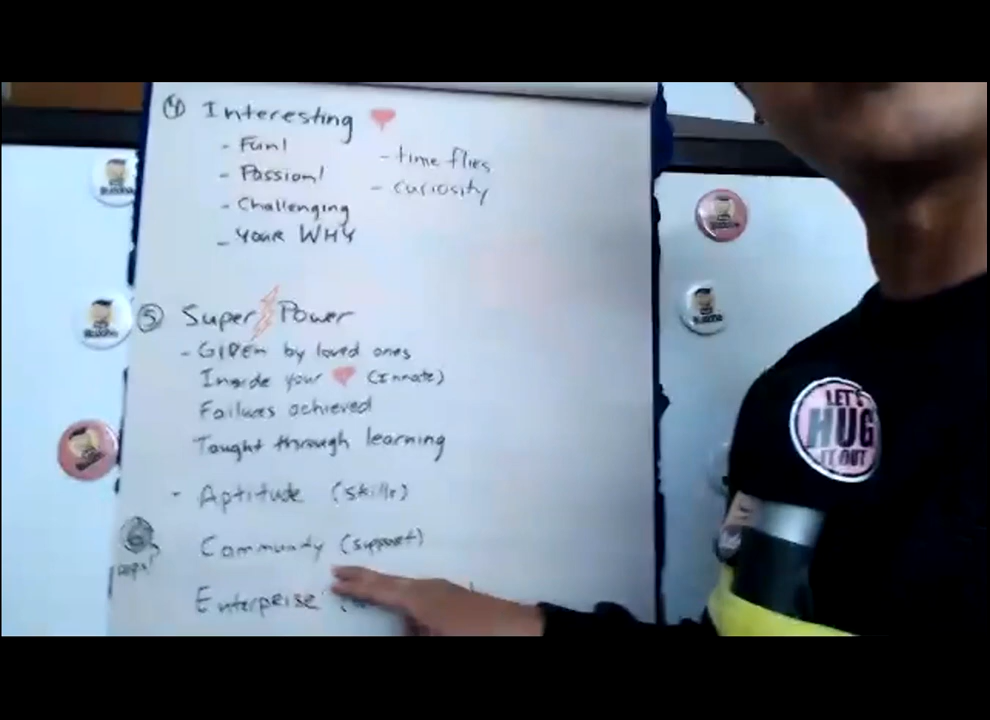 ④ Interesting ♥
- Fun!
- Passion!
- Challenging
- YOUR WHY
- time flies
- curiosity
⑤ Super Power
- GIVEn by loved ones
Inside your ♥ (Innate)
Failures achieved
Taught through learning
- Aptitude (skills)
Community (support)
oops!
Enterprise
LET'S
HUG
IT OUT